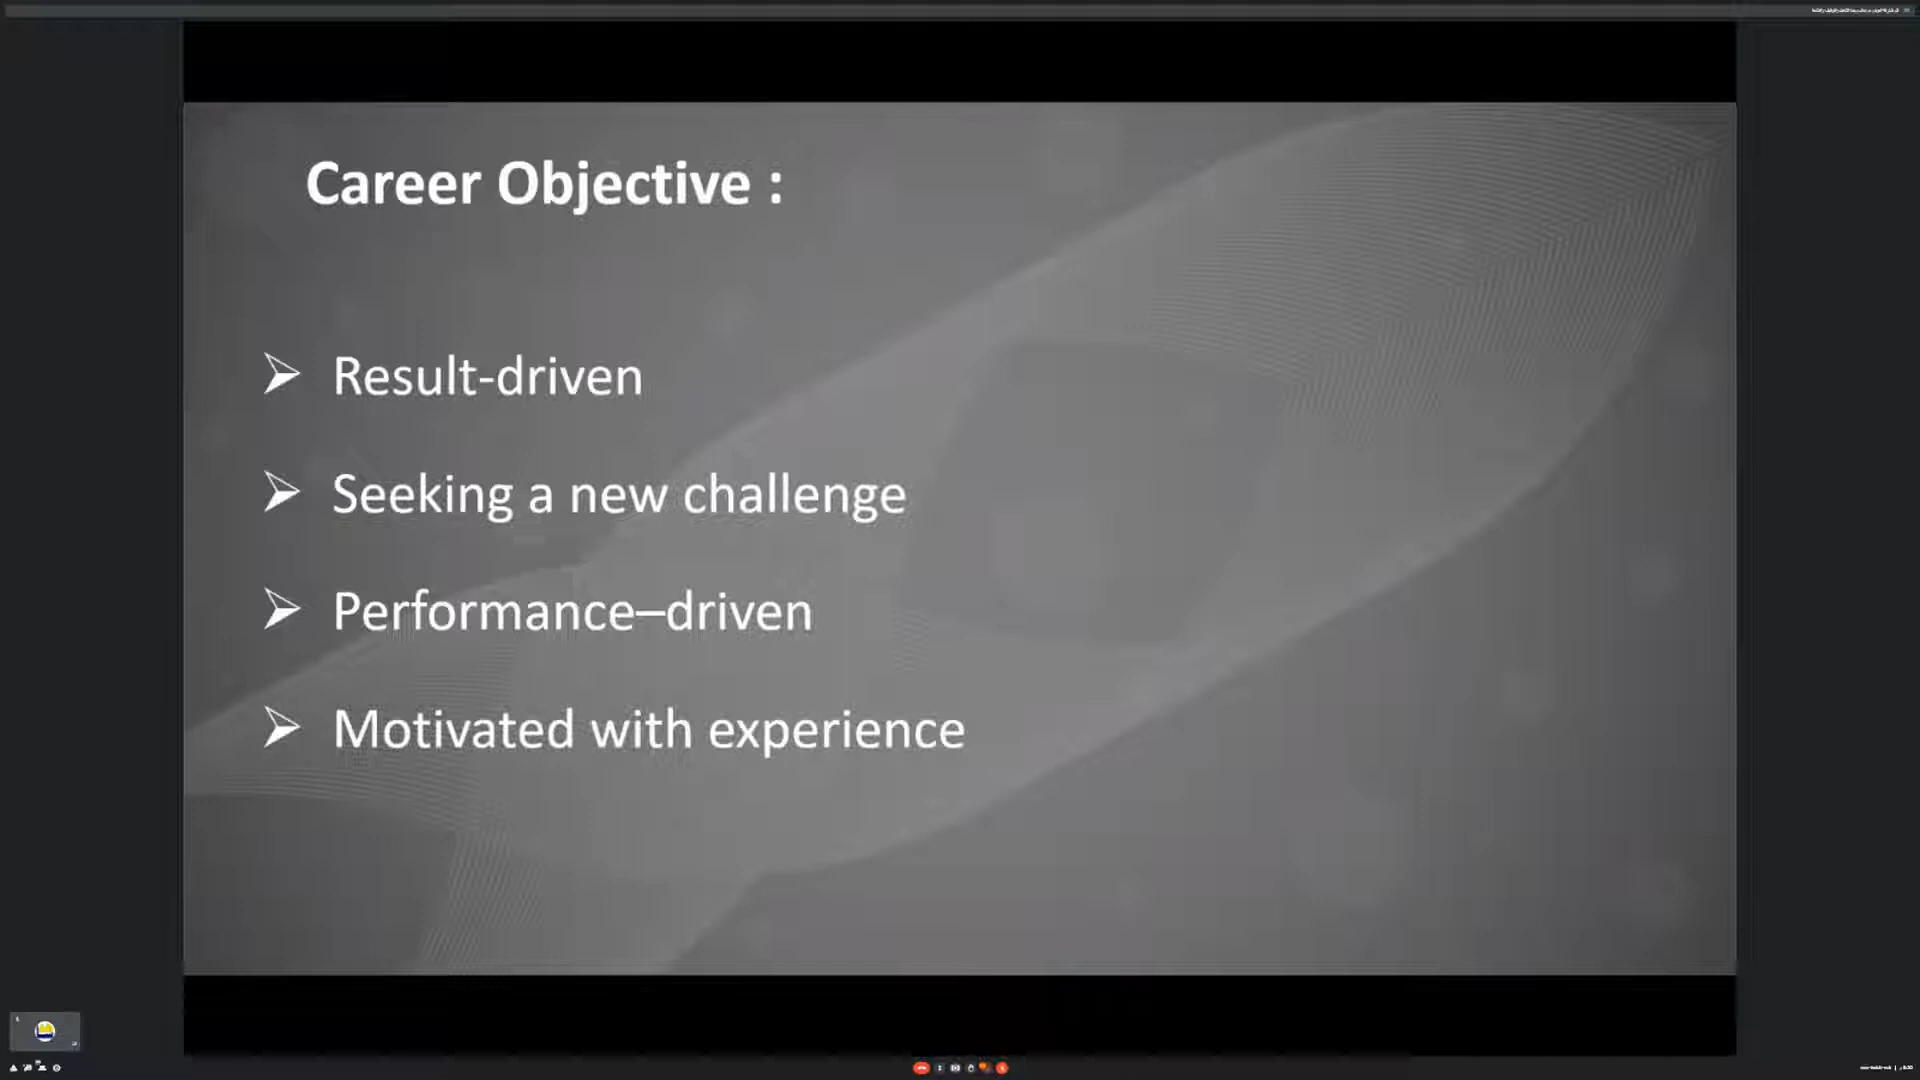 Career Objective :
Result-driven
Seeking a new challenge
Performance–driven
Motivated with experience